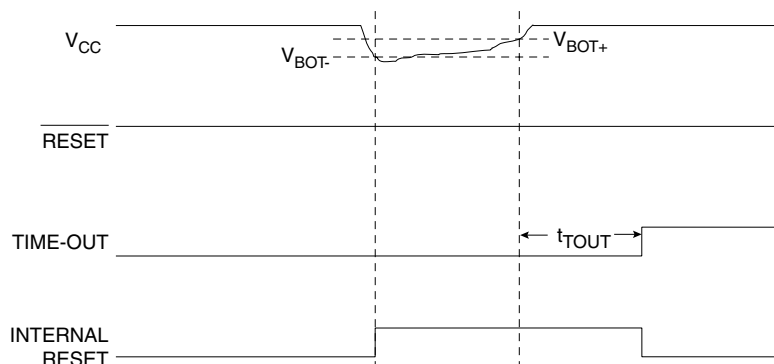 VCC
VBOT-
VBOT+
RESET
TIME-OUT
tTOUT
INTERNAL
RESET